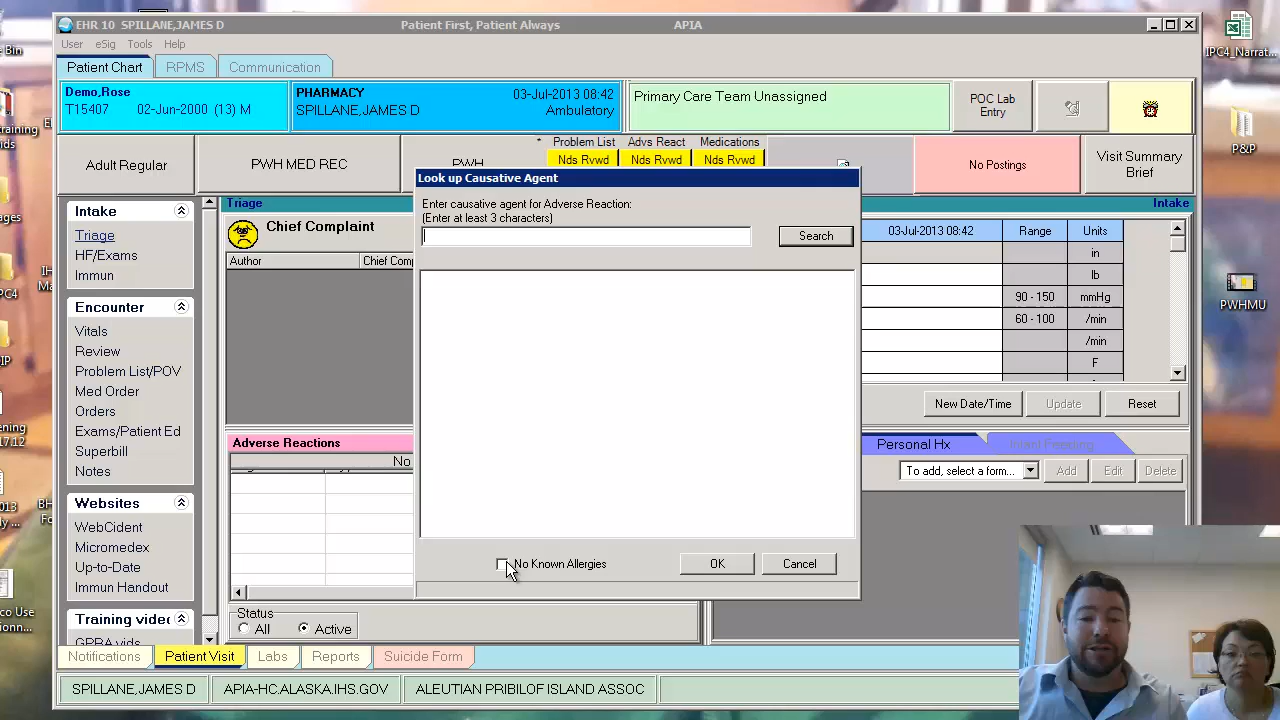 EHR 10 SPILLANE,JAMES D
Patient First, Patient Always
APIA
User eSig Tools Help
Patient Chart RPMS Communication
Demo,Rose
T15407 02-Jun-2000 (13) M
PHARMACY 03-Jul-2013 08:42
SPILLANE,JAMES D Ambulatory
Primary Care Team Unassigned
POC Lab
Entry
Adult Regular
PWH MED REC
PWH
Problem List Advs React Medications
Nds Rvwd Nds Rvwd Nds Rvwd
No Postings
Visit Summary
Brief
Intake
Triage
HF/Exams
Immun
Encounter
Vitals
Review
Problem List/POV
Med Order
Orders
Exams/Patient Ed
Superbill
Notes
Websites
WebCident
Micromedex
Up-to-Date
Immun Handout
Training vide
GPRA vids
Triage
Intake
Chief Complaint
Author Chief Comp
Adverse Reactions
No
Status
All Active
Look up Causative Agent
Enter causative agent for Adverse Reaction:
(Enter at least 3 characters)
Search
No Known Allergies
OK
Cancel
03-Jul-2013 08:42 Range Units
in
lb
90 - 150 mmHg
60 - 100 /min
/min
F
New Date/Time Update Reset
Personal Hx Infant Feeding
To add, select a form... Add Edit Delete
Notifications Patient Visit Labs Reports Suicide Form
SPILLANE,JAMES D APIA-HC.ALASKA.IHS.GOV ALEUTIAN PRIBILOF ISLAND ASSOC
IPC4_Narrat...
P&P
PWHMU